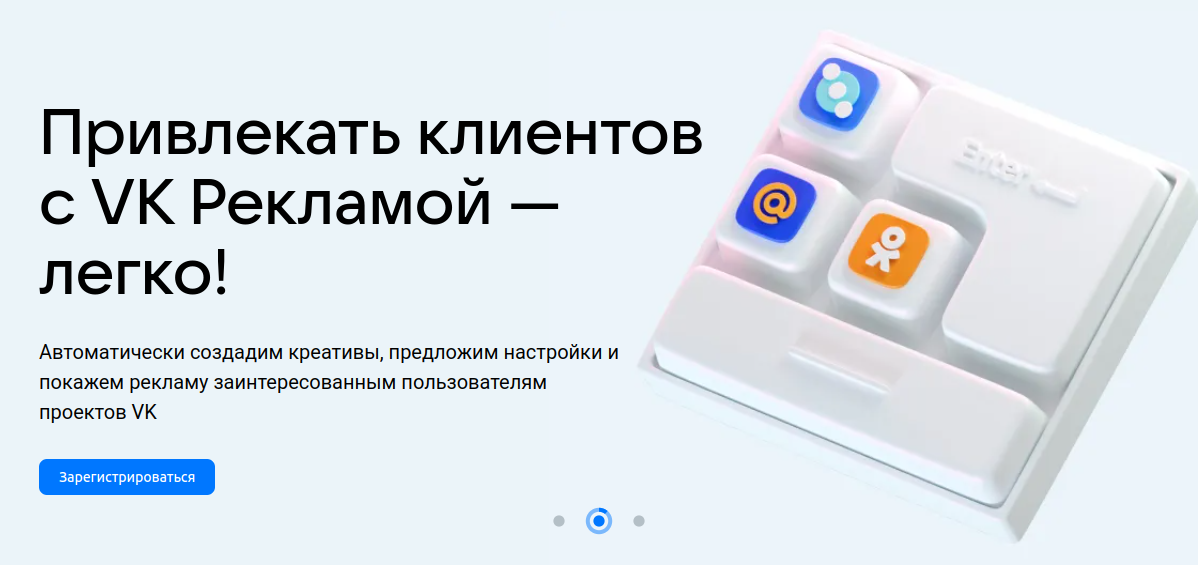 Привлекать клиентов
с VK Рекламой —
легко!
Автоматически создадим креативы, предложим настройки и
покажем рекламу заинтересованным пользователям
проектов VK
Зарегистрироваться
Enter
@